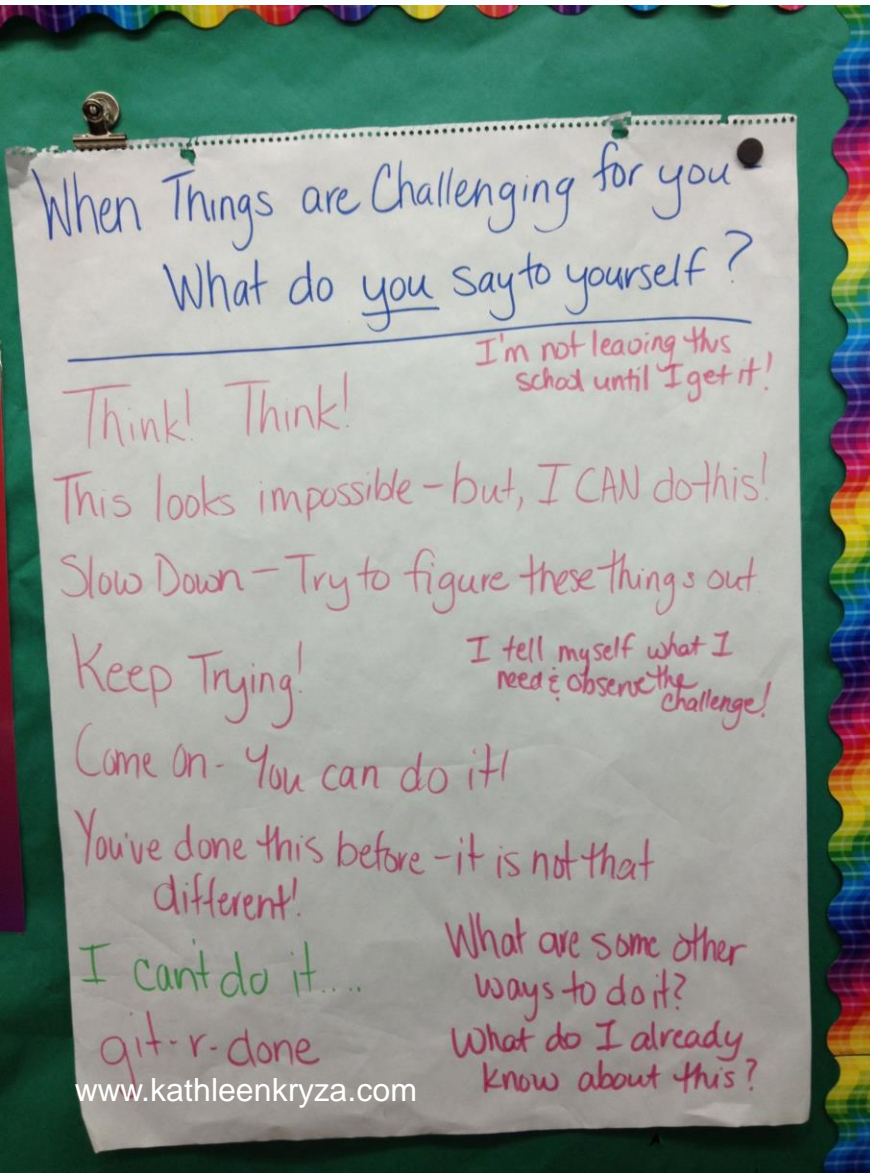 When Things are Challenging for you -
What do you say to yourself?
I'm not leaving this
school until I get it!
Think! Think!
This looks impossible - but, I CAN do this!
Slow Down - Try to figure these things out.
Keep Trying!
I tell myself what I
need & observe the
challenge!
Come on - You can do it!
You've done this before - it is not that
different!
I can't do it....
git-r-done
What are some other
ways to do it?
What do I already
know about this?
www.kathleenkryza.com